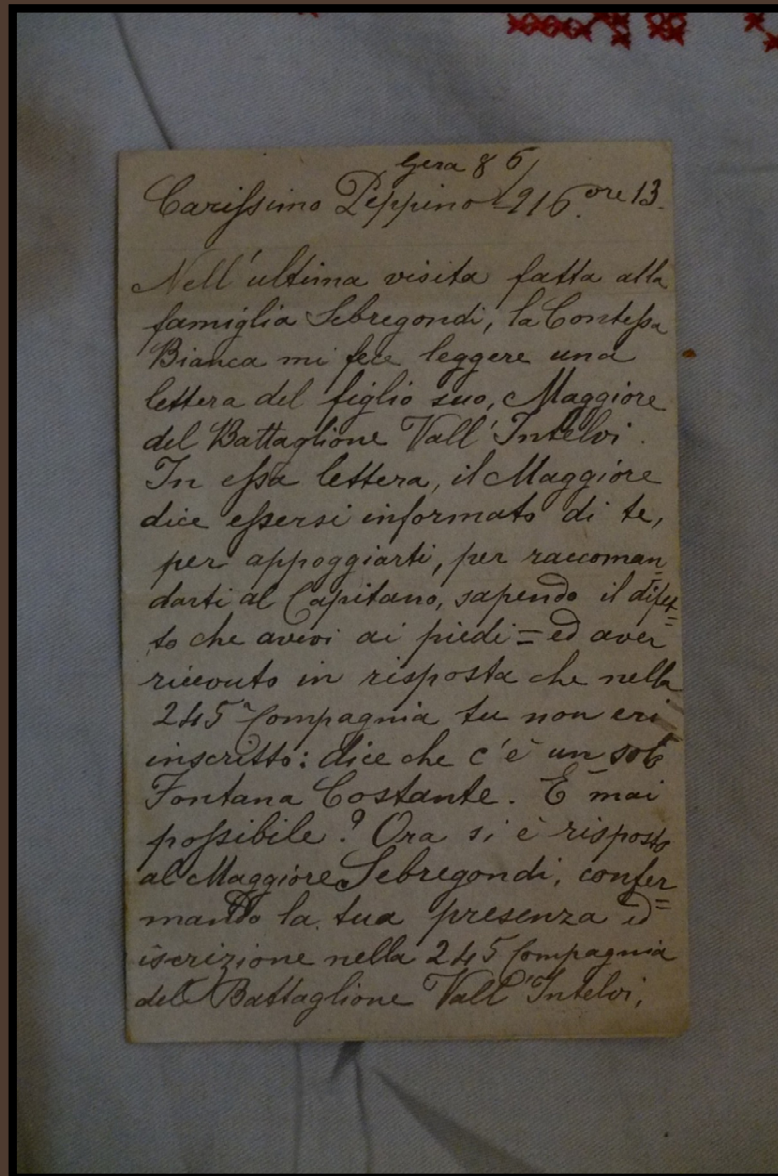 Gera 8 6/
Carissimo Peppino 916. ore 13.
Nell'ultima visita fatta alla
famiglia Sebregondi, la Contessa
Bianca mi fece leggere una
lettera del figlio suo, Maggiore
del Battaglione Vall'Intelvi.
In essa lettera, il Maggiore
dice essersi informato di te,
per appoggiarti, per raccoman=
darti al Capitano, sapendo il difet=
to che avevi ai piedi = ed aver
ricevuto in risposta che nella
245ª Compagnia tu non eri
inscritto: dice che c'è un solo
Fontana Costante. È mai
possibile? Ora si è risposto
al Maggiore Sebregondi, confer=
mando la tua presenza ed
iscrizione nella 245 Compagnia
del Battaglione Vall'Intelvi,